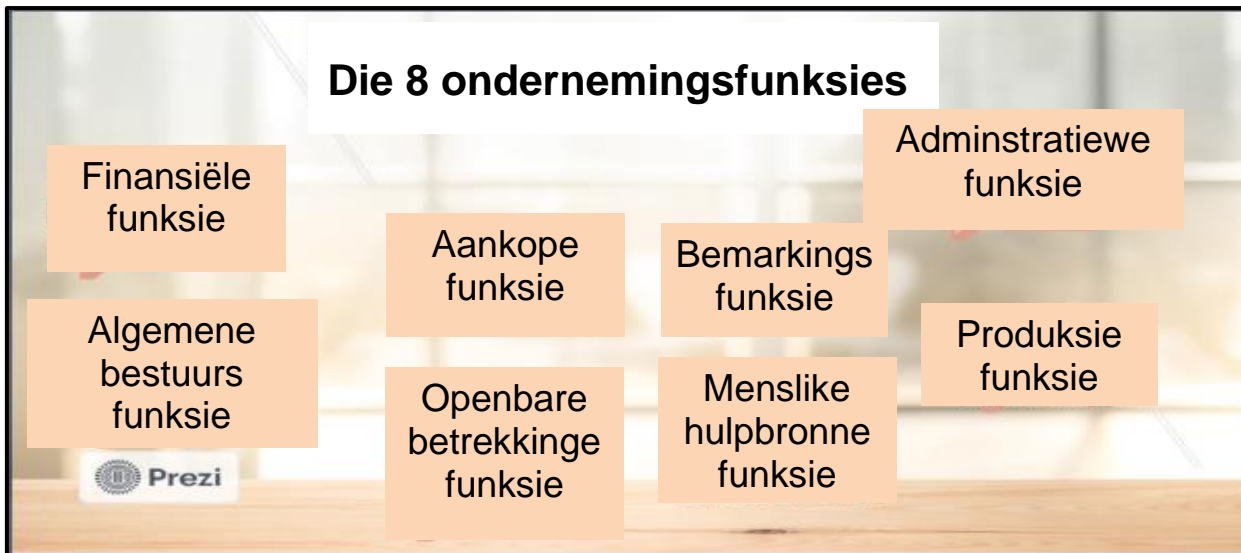 Die 8 ondernemingsfunksies
Finansiële
funksie
Aankope
funksie
Bemarkings
funksie
Adminstratiewe
funksie
Algemene
bestuurs
funksie
Openbare
betrekkinge
funksie
Menslike
hulpbronne
funksie
Produksie
funksie
Prezi